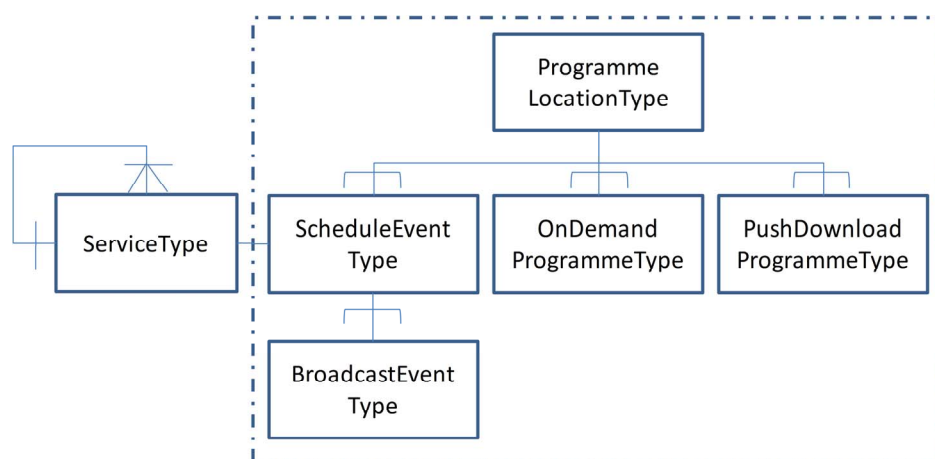 Programme
LocationType
ServiceType
ScheduleEvent
Type
OnDemand
ProgrammeType
PushDownload
ProgrammeType
BroadcastEvent
Type